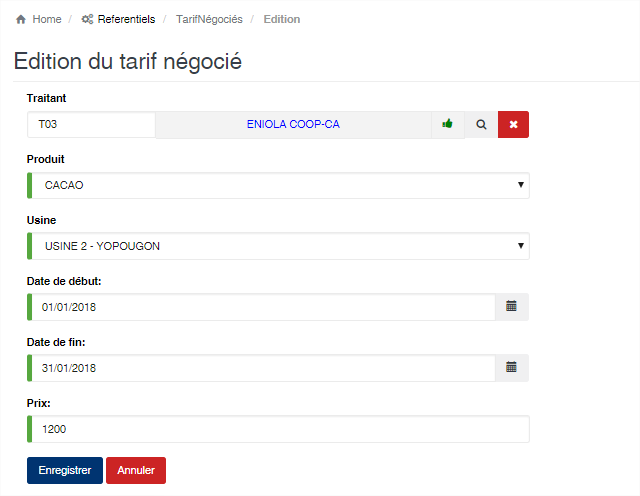 Home / Referentiels / TarifNégociés / Edition
Edition du tarif négocié
Traitant
T03 ENIOLA COOP-CA
Produit
CACAO
Usine
USINE 2 - YOPOUGON
Date de début:
01/01/2018
Date de fin:
31/01/2018
Prix:
1200
Enregistrer Annuler